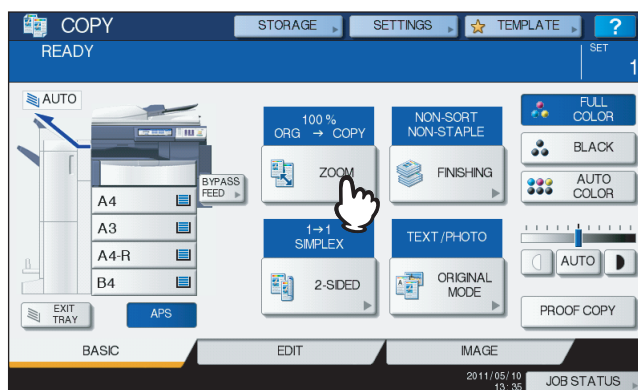 COPY
STORAGE
SETTINGS
TEMPLATE
?
READY
SET
1
AUTO
100 %
ORG → COPY
ZOOM
NON-SORT
NON-STAPLE
FINISHING
FULL
COLOR
BLACK
AUTO
COLOR
BYPASS
FEED
A4
A3
A4-R
B4
1→1
SIMPLEX
2-SIDED
TEXT/PHOTO
ORIGINAL
MODE
AUTO
EXIT
TRAY
APS
PROOF COPY
BASIC
EDIT
IMAGE
2011/05/10
13:35
JOB STATUS